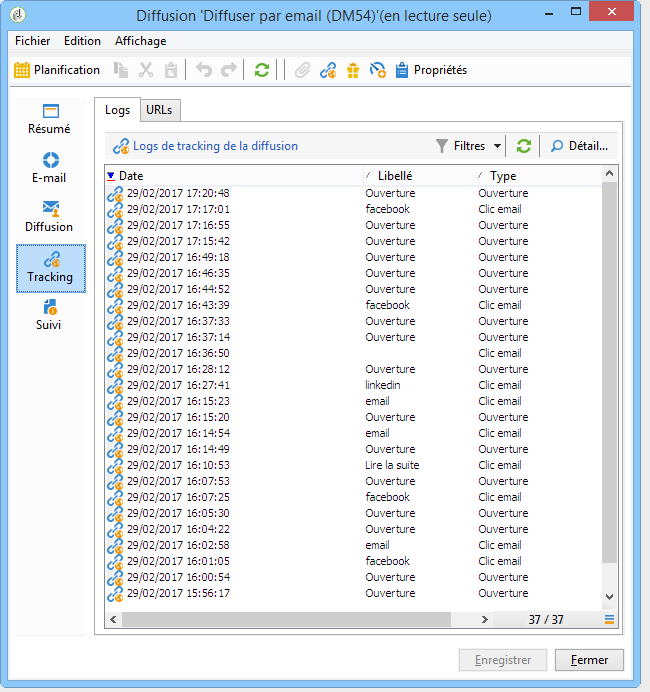 Diffusion 'Diffuser par email (DM54)'(en lecture seule)
Fichier Edition Affichage
Planification Propriétés
Résumé
E-mail
Diffusion
Tracking
Suivi
Logs URLs
Logs de tracking de la diffusion Filtres Détail...
Date Libellé Type
29/02/2017 17:20:48 Ouverture Ouverture
29/02/2017 17:17:01 facebook Clic email
29/02/2017 17:16:55 Ouverture Ouverture
29/02/2017 17:15:42 Ouverture Ouverture
29/02/2017 16:49:18 Ouverture Ouverture
29/02/2017 16:46:35 Ouverture Ouverture
29/02/2017 16:44:52 Ouverture Ouverture
29/02/2017 16:43:39 facebook Clic email
29/02/2017 16:37:33 Ouverture Ouverture
29/02/2017 16:37:14 Ouverture Ouverture
29/02/2017 16:36:50 Clic email
29/02/2017 16:28:12 Ouverture Ouverture
29/02/2017 16:27:41 linkedin Clic email
29/02/2017 16:15:23 email Clic email
29/02/2017 16:15:20 Ouverture Ouverture
29/02/2017 16:14:54 email Clic email
29/02/2017 16:14:49 Ouverture Ouverture
29/02/2017 16:10:53 Lire la suite Clic email
29/02/2017 16:07:53 Ouverture Ouverture
29/02/2017 16:07:25 facebook Clic email
29/02/2017 16:05:30 Ouverture Ouverture
29/02/2017 16:04:22 Ouverture Ouverture
29/02/2017 16:02:58 email Clic email
29/02/2017 16:01:05 facebook Clic email
29/02/2017 16:00:54 Ouverture Ouverture
29/02/2017 15:56:17 Ouverture Ouverture
37 / 37
Enregistrer Fermer